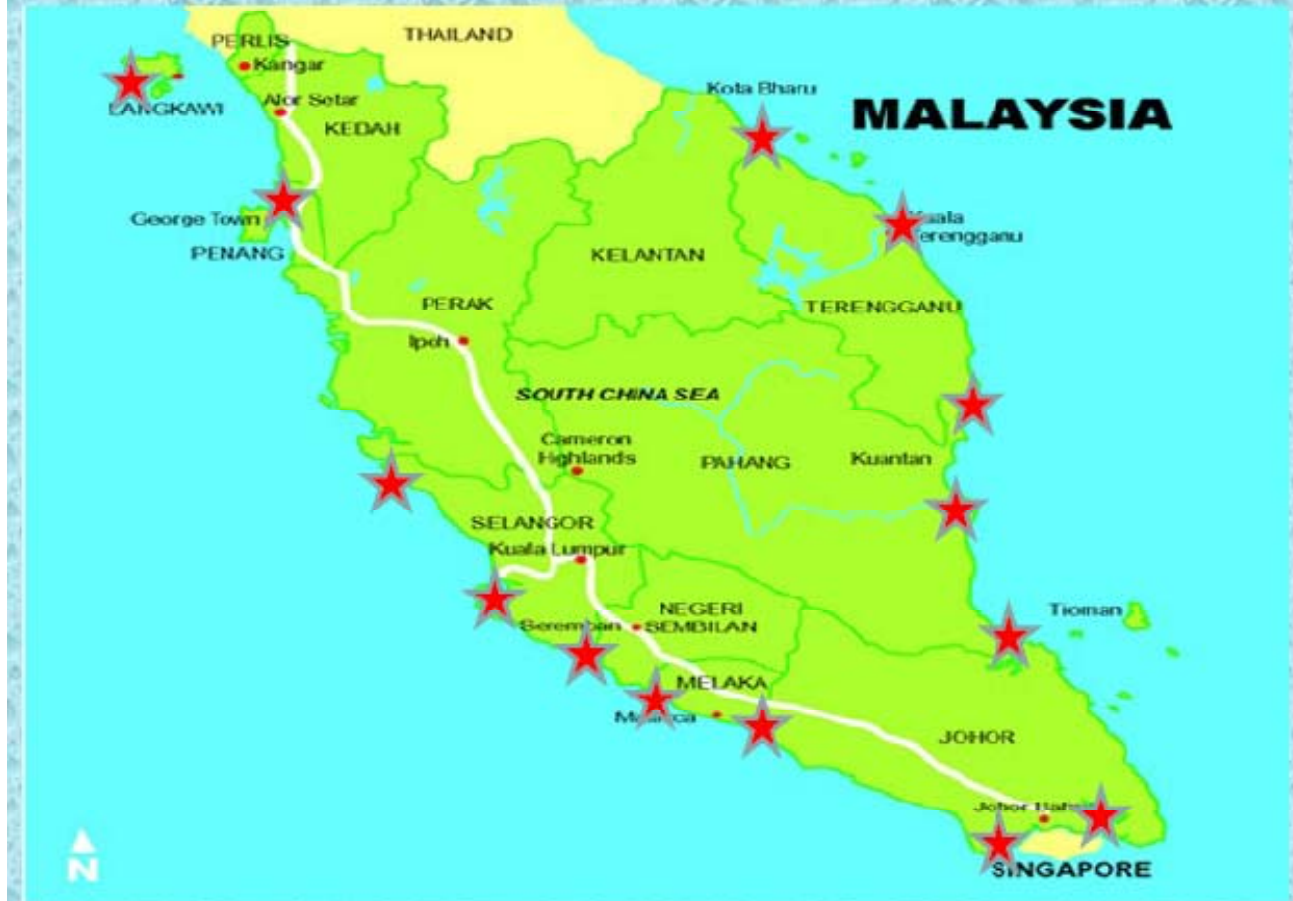 THAILAND
PERLIS
Kangar
LANGKAWI
Alor Setar
KEDAH
Kota Bharu
MALAYSIA
George Town
PENANG
KELANTAN
TERENGGANU
PERAK
Ipoh
SOUTH CHINA SEA
Cameron
Highlands
PAHANG
Kuantan
SELANGOR
Kuala Lumpur
NEGERI
SEMBILAN
Seremban
Tioman
MELAKA
JOHOR
Johor
SINGAPORE
N